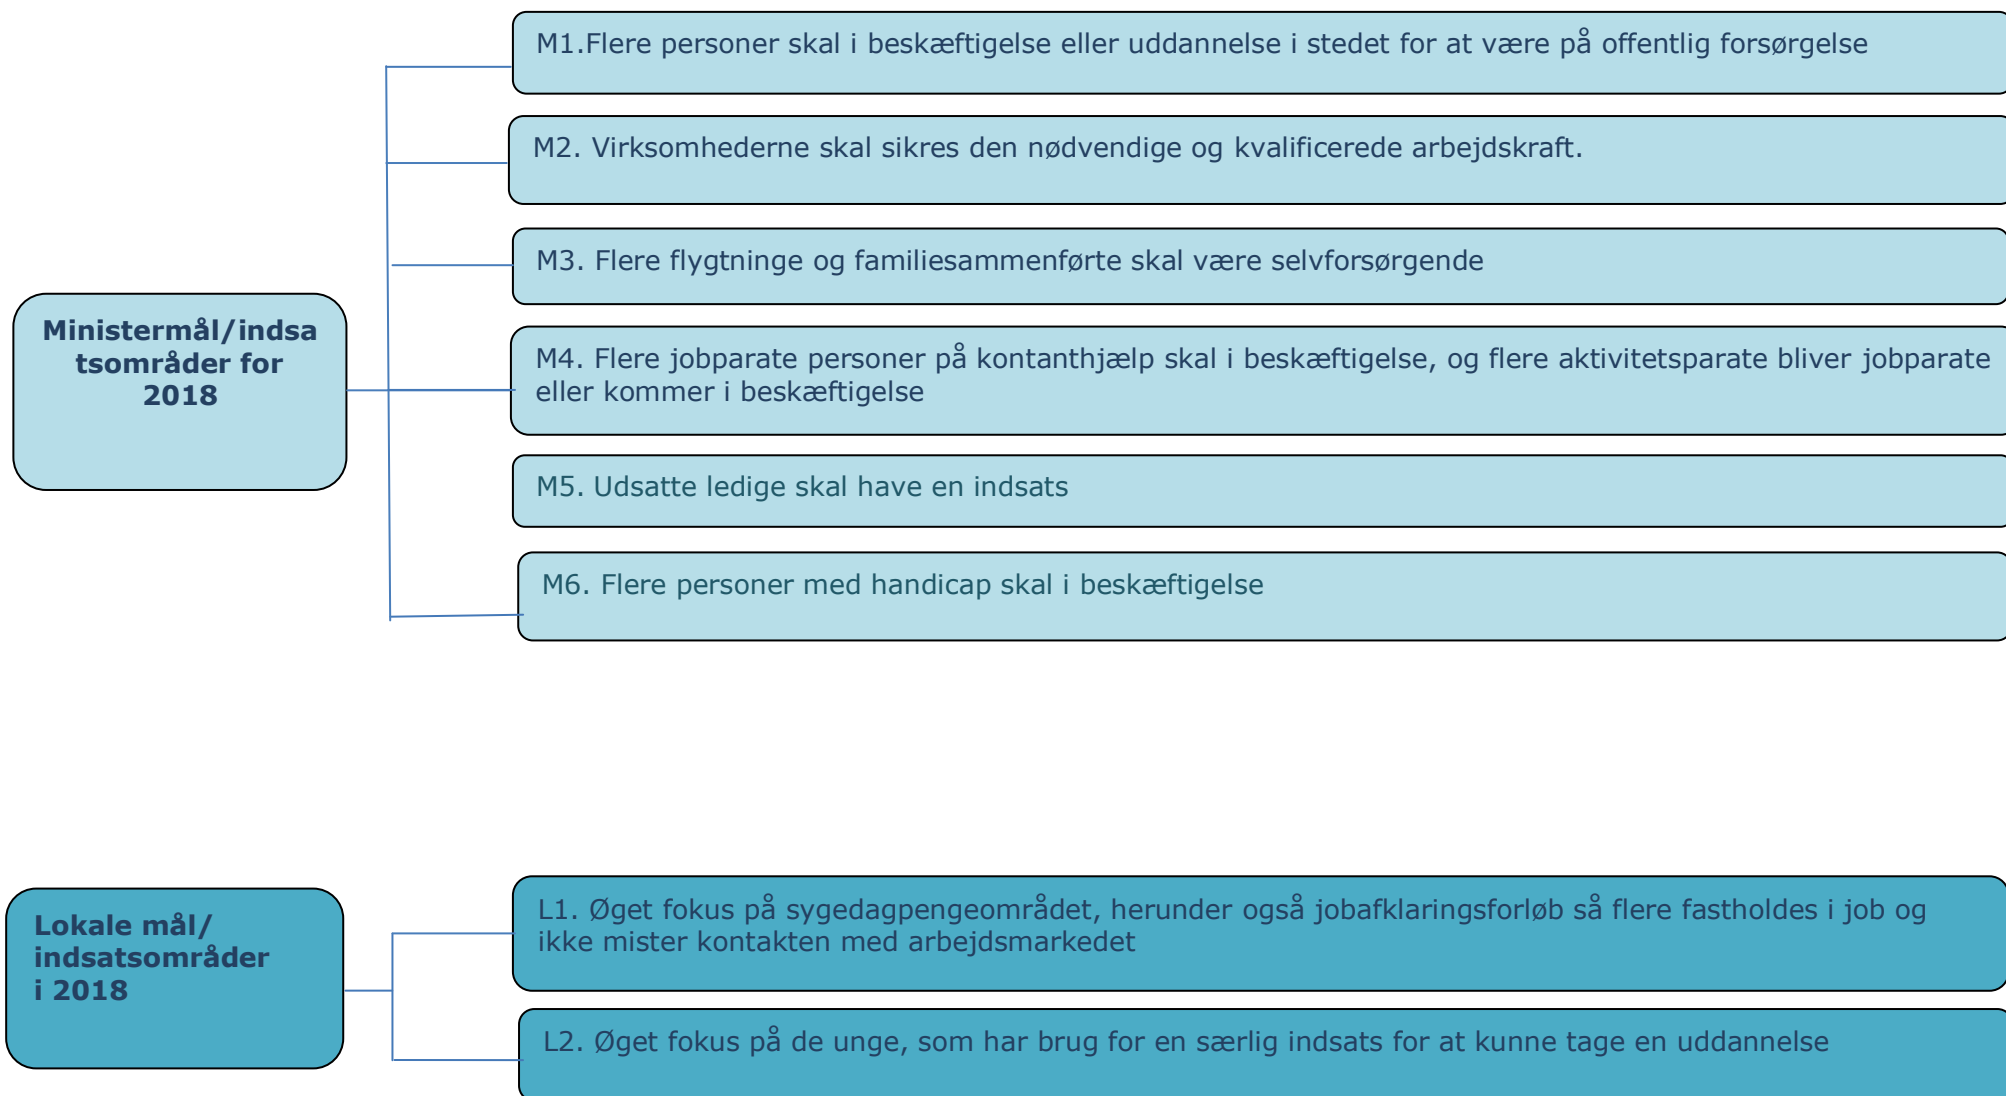 M1.Flere personer skal i beskæftigelse eller uddannelse i stedet for at være på offentlig forsørgelse
M2. Virksomhederne skal sikres den nødvendige og kvalificerede arbejdskraft.
M3. Flere flygtninge og familiesammenførte skal være selvforsørgende
Ministermål/indsa
tsområder for
2018
M4. Flere jobparate personer på kontanthjælp skal i beskæftigelse, og flere aktivitetsparate bliver jobparate
eller kommer i beskæftigelse
M5. Udsatte ledige skal have en indsats
M6. Flere personer med handicap skal i beskæftigelse
Lokale mål/
indsatsområder
i 2018
L1. Øget fokus på sygedagpengeområdet, herunder også jobafklaringsforløb så flere fastholdes i job og
ikke mister kontakten med arbejdsmarkedet
L2. Øget fokus på de unge, som har brug for en særlig indsats for at kunne tage en uddannelse